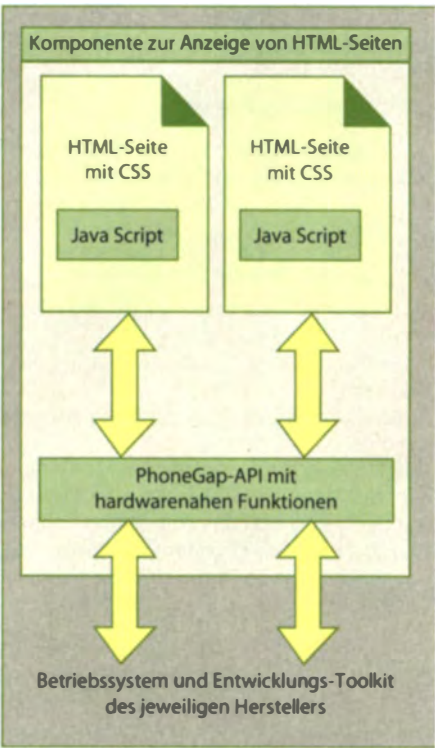 Komponente zur Anzeige von HTML-Seiten
HTML-Seite
mit CSS
Java Script
HTML-Seite
mit CSS
Java Script
PhoneGap-API mit
hardwarenahen Funktionen
Betriebssystem und Entwicklungs-Toolkit
des jeweiligen Herstellers